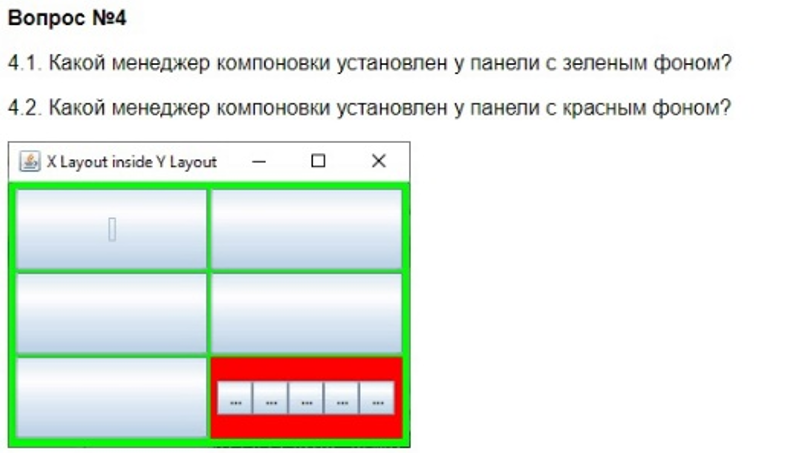 Вопрос №4
4.1. Какой менеджер компоновки установлен у панели с зеленым фоном?
4.2. Какой менеджер компоновки установлен у панели с красным фоном?
X Layout inside Y Layout
... ... ... ... ...